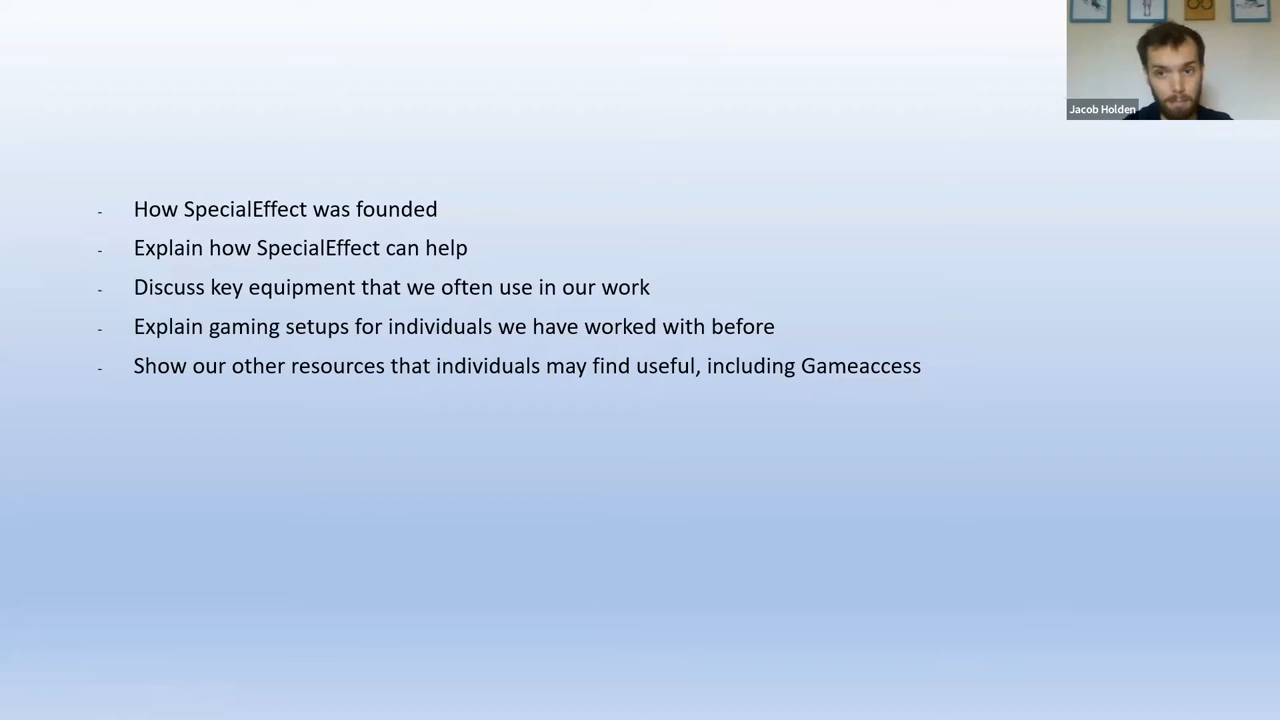 Jacob Holden
- How SpecialEffect was founded
- Explain how SpecialEffect can help
- Discuss key equipment that we often use in our work
- Explain gaming setups for individuals we have worked with before
- Show our other resources that individuals may find useful, including Gameaccess